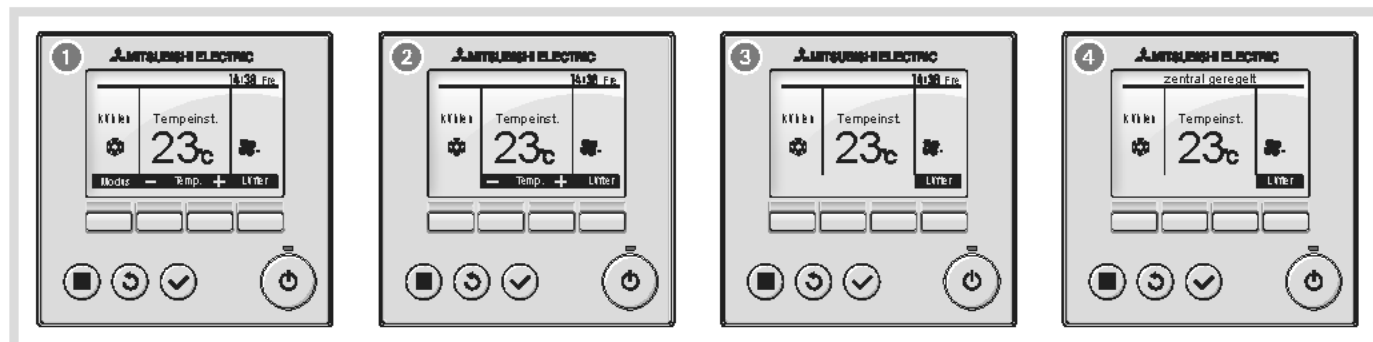 1
MITSUBISHI ELECTRIC
14:38 Fre
Kühlen
Tempeinst.
23°C
Modus − Temp. + Lüfter
2
MITSUBISHI ELECTRIC
14:38 Fre
Kühlen
Tempeinst.
23°C
− Temp. + Lüfter
3
MITSUBISHI ELECTRIC
14:38 Fre
Kühlen
Tempeinst.
23°C
Lüfter
4
MITSUBISHI ELECTRIC
zentral geregelt
Kühlen
Tempeinst.
23°C
Lüfter